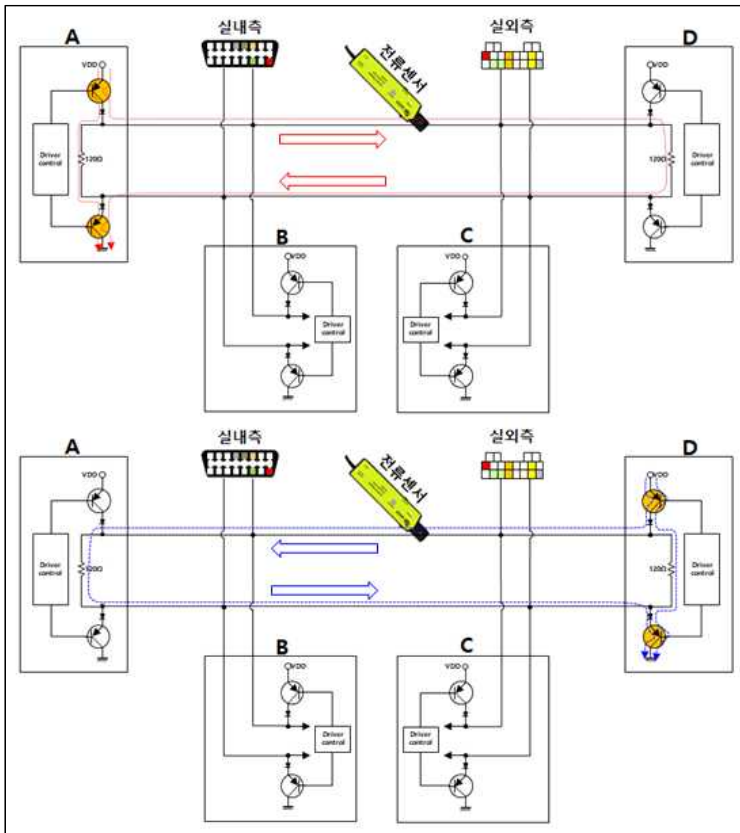 A
실내측
전류센서
실외측
D
VDD
VDD
Driver
control
120Ω
120Ω
Driver
control
B
C
VDD
VDD
Driver
control
Driver
control
A
실내측
전류센서
실외측
D
VDD
VDD
Driver
control
120Ω
Driver
control
B
C
VDD
VDD
Driver
control
Driver
control